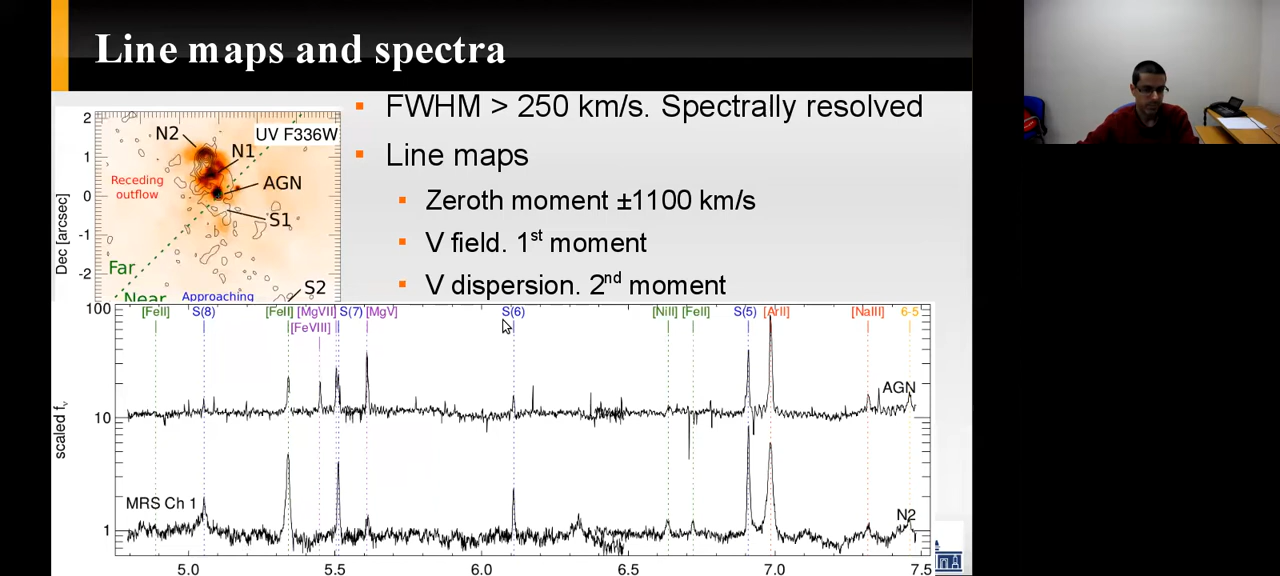 Line maps and spectra
FWHM > 250 km/s. Spectrally resolved
Line maps
Zeroth moment ±1100 km/s
V field. 1st moment
V dispersion. 2nd moment
UV F336W
N2
N1
AGN
S1
S2
Receding
outflow
Far
Near
Approaching
Dec [arcsec]
2
1
0
-1
-2
[FeII] S(8) [FeII] [MgVII] S(7) [MgV] S(6) [NiII] [FeII] S(5) [ArII] [NaIII] 6-5
[FeVIII]
AGN
MRS Ch 1
N2
scaled fν
100
10
1
5.0 5.5 6.0 6.5 7.0 7.5